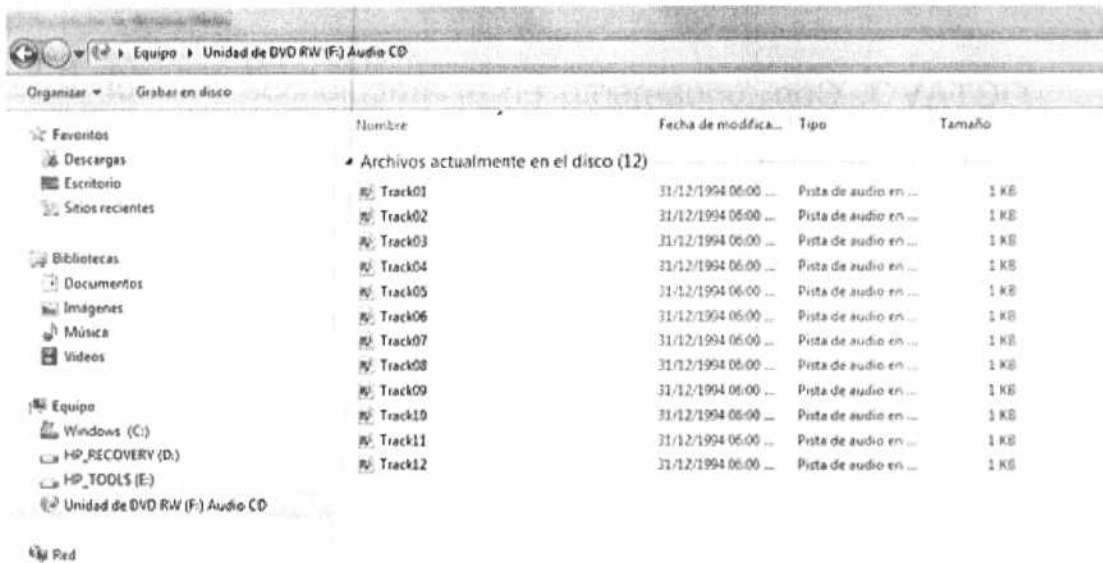 Equipo ▸ Unidad de DVD RW (F:) Audio CD
Organizar Grabar en disco
Favoritos
Descargas
Escritorio
Sitios recientes
Bibliotecas
Documentos
Imágenes
Música
Videos
Equipo
Windows (C:)
HP_RECOVERY (D:)
HP_TOOLS (E:)
Unidad de DVD RW (F:) Audio CD
Red
Nombre Fecha de modifica... Tipo Tamaño
Archivos actualmente en el disco (12)
Track01 31/12/1994 06:00 ... Pista de audio en ... 1 KB
Track02 31/12/1994 06:00 ... Pista de audio en ... 1 KB
Track03 31/12/1994 06:00 ... Pista de audio en ... 1 KB
Track04 31/12/1994 06:00 ... Pista de audio en ... 1 KB
Track05 31/12/1994 06:00 ... Pista de audio en ... 1 KB
Track06 31/12/1994 06:00 ... Pista de audio en ... 1 KB
Track07 31/12/1994 06:00 ... Pista de audio en ... 1 KB
Track08 31/12/1994 06:00 ... Pista de audio en ... 1 KB
Track09 31/12/1994 06:00 ... Pista de audio en ... 1 KB
Track10 31/12/1994 06:00 ... Pista de audio en ... 1 KB
Track11 31/12/1994 06:00 ... Pista de audio en ... 1 KB
Track12 31/12/1994 06:00 ... Pista de audio en ... 1 KB